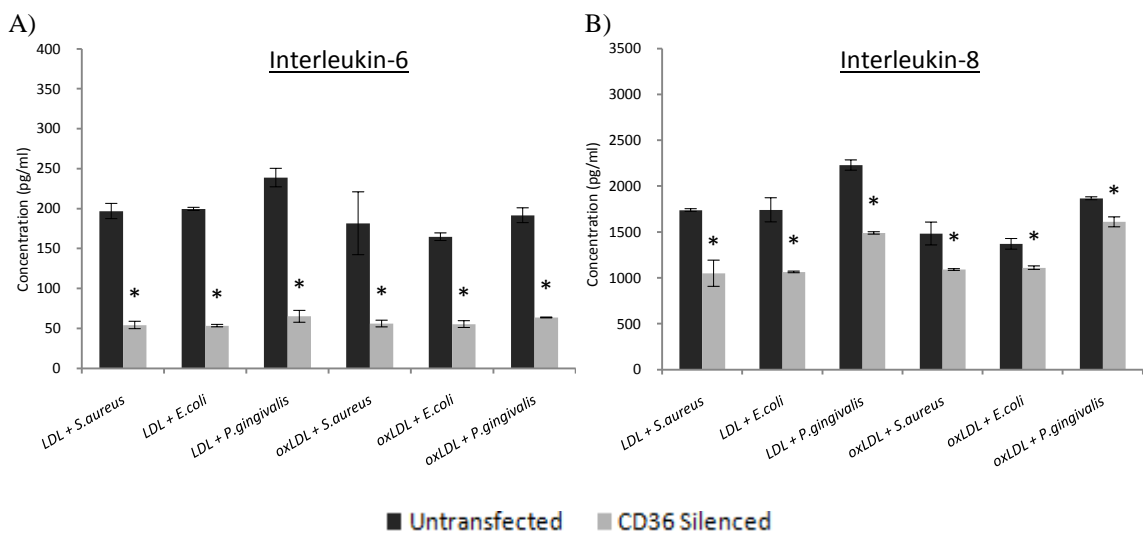 A)
Interleukin-6
Concentration (pg/ml)
400
350
300
250
200
150
100
50
0
*
*
*
*
*
*
LDL + S.aureus
LDL + E.coli
LDL + P.gingivalis
oxLDL + S.aureus
oxLDL + E.coli
oxLDL + P.gingivalis
B)
Interleukin-8
Concentration (pg/ml)
3500
3000
2500
2000
1500
1000
500
0
*
*
*
*
*
*
LDL + S.aureus
LDL + E.coli
LDL + P.gingivalis
oxLDL + S.aureus
oxLDL + E.coli
oxLDL + P.gingivalis
Untransfected
CD36 Silenced